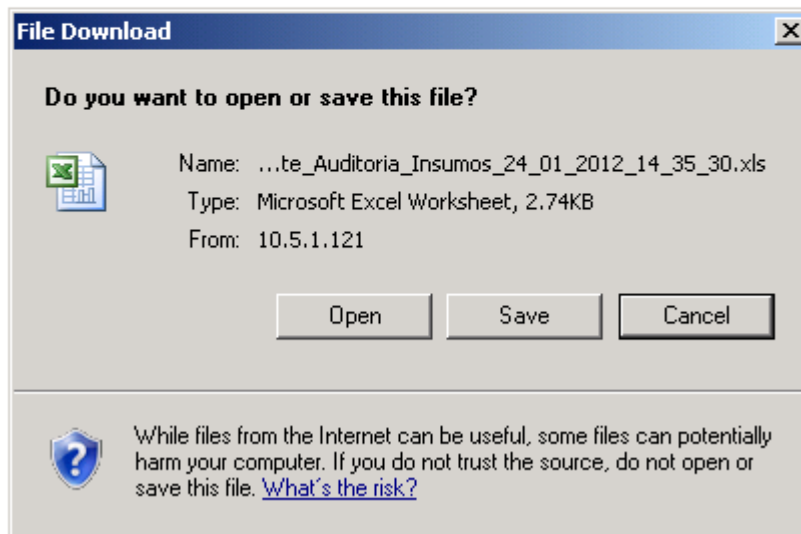 File Download
Do you want to open or save this file?
Name: ...te_Auditoria_Insumos_24_01_2012_14_35_30.xls
Type: Microsoft Excel Worksheet, 2.74KB
From: 10.5.1.121
Open Save Cancel
While files from the Internet can be useful, some files can potentially
harm your computer. If you do not trust the source, do not open or
save this file. What's the risk?